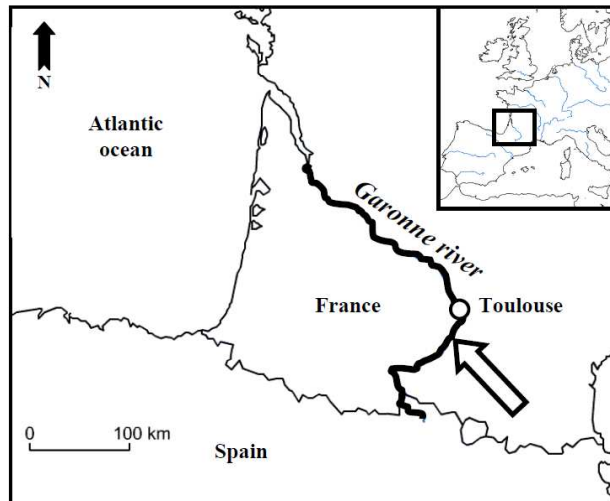 N
Atlantic
ocean
Garonne river
France
Toulouse
0 100 km
Spain